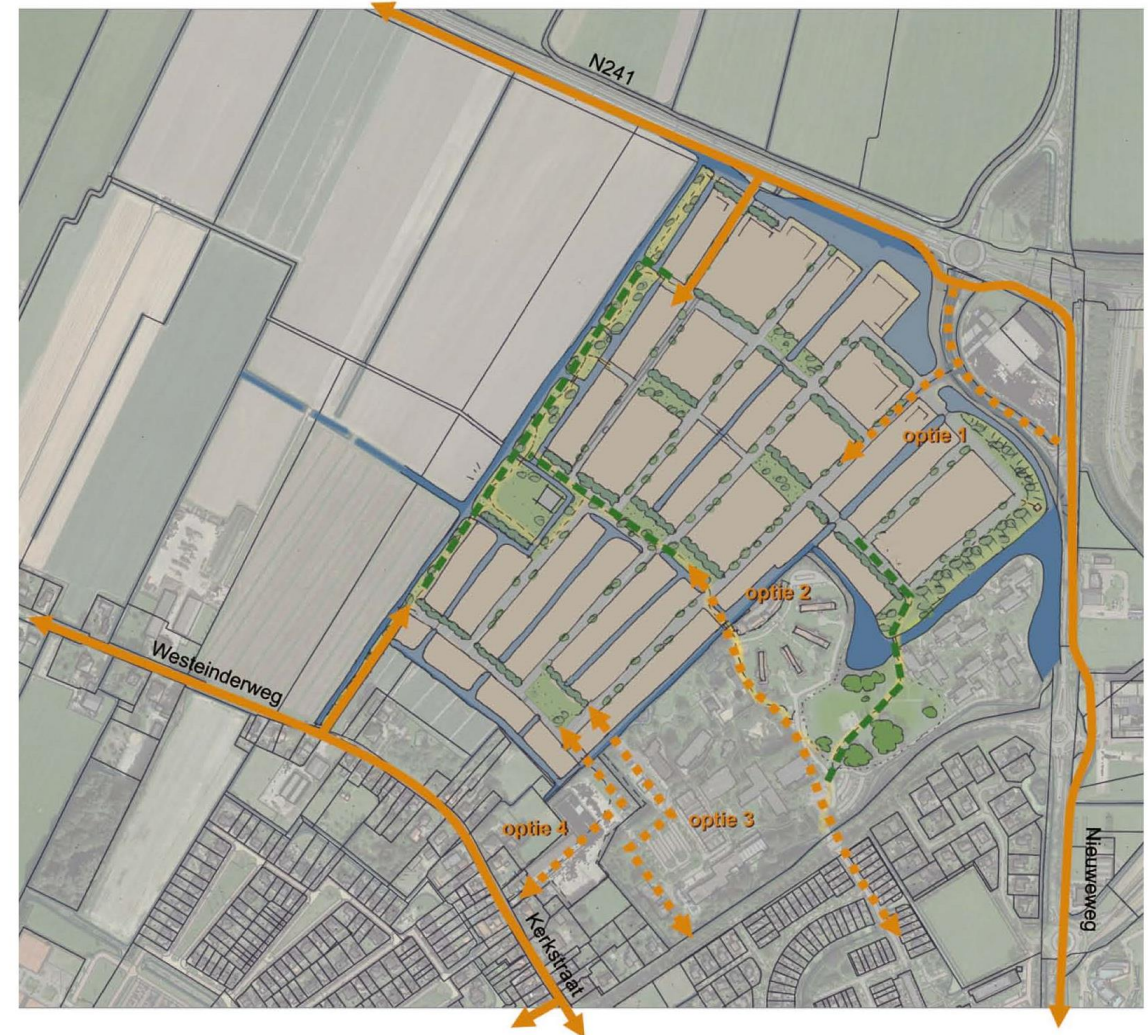 N241
optie 1
optie 2
Westeinderweg
optie 3
optie 4
Nieuweweg
Kerkstraat